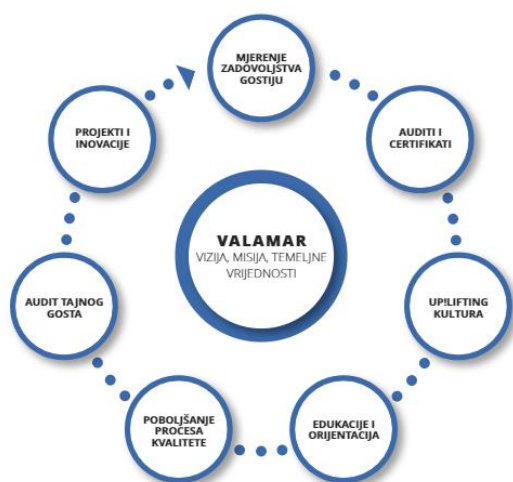 MJERENJE
ZADOVOLJSTVA
GOSTIJU
AUDITI I
CERTIFIKATI
UP!LIFTING
KULTURA
EDUKACIJE I
ORIJENTACIJA
POBOLJŠANJE
PROCESA
KVALITETE
AUDIT TAJNOG
GOSTA
PROJEKTI I
INOVACIJE
VALAMAR
VIZIJA, MISIJA, TEMELJNE
VRIJEDNOSTI